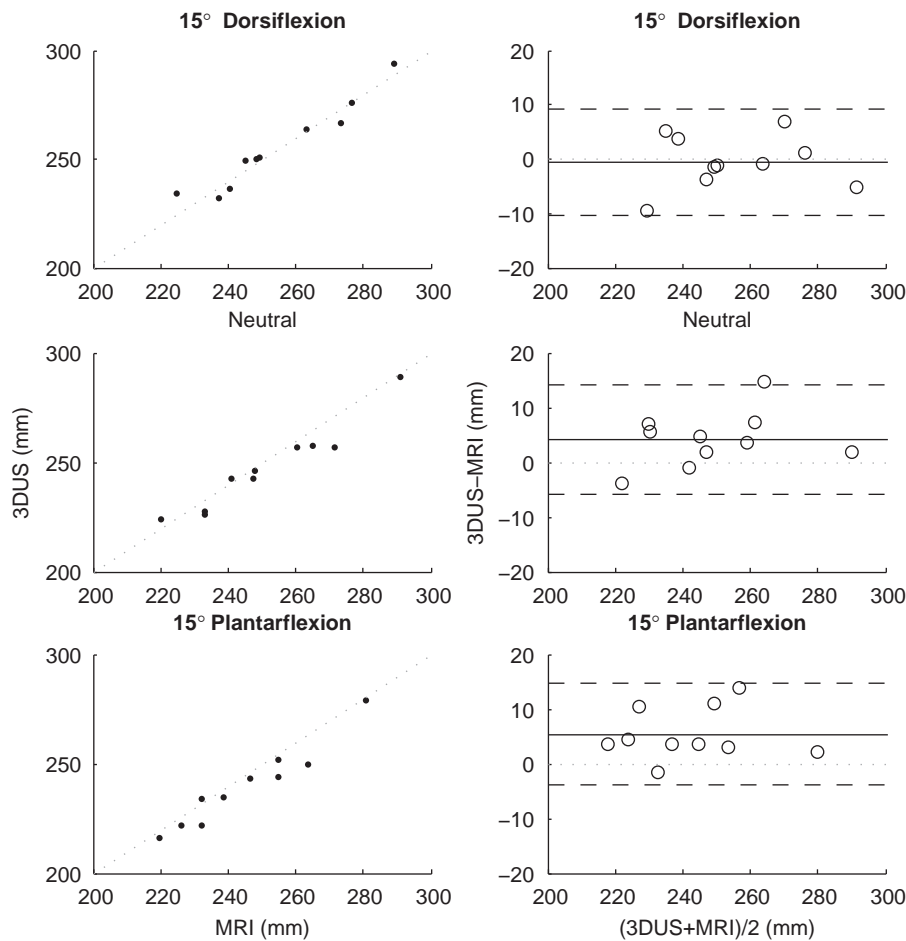 15° Dorsiflexion
300
250
200
200 220 240 260 280 300
Neutral
15° Dorsiflexion
20
10
0
–10
–20
200 220 240 260 280 300
Neutral
3DUS (mm)
300
250
200
200 220 240 260 280 300
3DUS–MRI (mm)
20
10
0
–10
–20
200 220 240 260 280 300
15° Plantarflexion
300
250
200
200 220 240 260 280 300
MRI (mm)
15° Plantarflexion
20
10
0
–10
–20
200 220 240 260 280 300
(3DUS+MRI)/2 (mm)